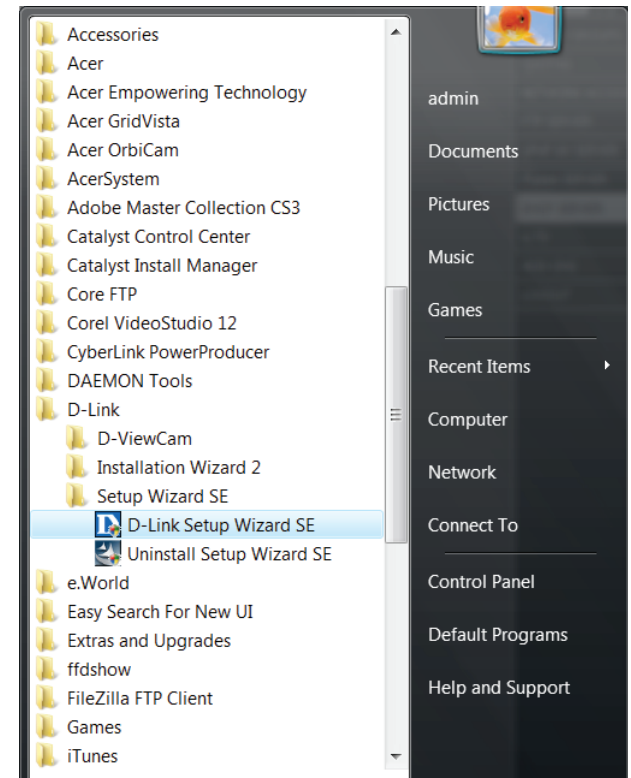 Accessories
Acer
Acer Empowering Technology
Acer GridVista
Acer OrbiCam
AcerSystem
Adobe Master Collection CS3
Catalyst Control Center
Catalyst Install Manager
Core FTP
Corel VideoStudio 12
CyberLink PowerProducer
DAEMON Tools
D-Link
D-ViewCam
Installation Wizard 2
Setup Wizard SE
D-Link Setup Wizard SE
Uninstall Setup Wizard SE
e.World
Easy Search For New UI
Extras and Upgrades
ffdshow
FileZilla FTP Client
Games
iTunes
admin
Documents
Pictures
Music
Games
Recent Items
Computer
Network
Connect To
Control Panel
Default Programs
Help and Support